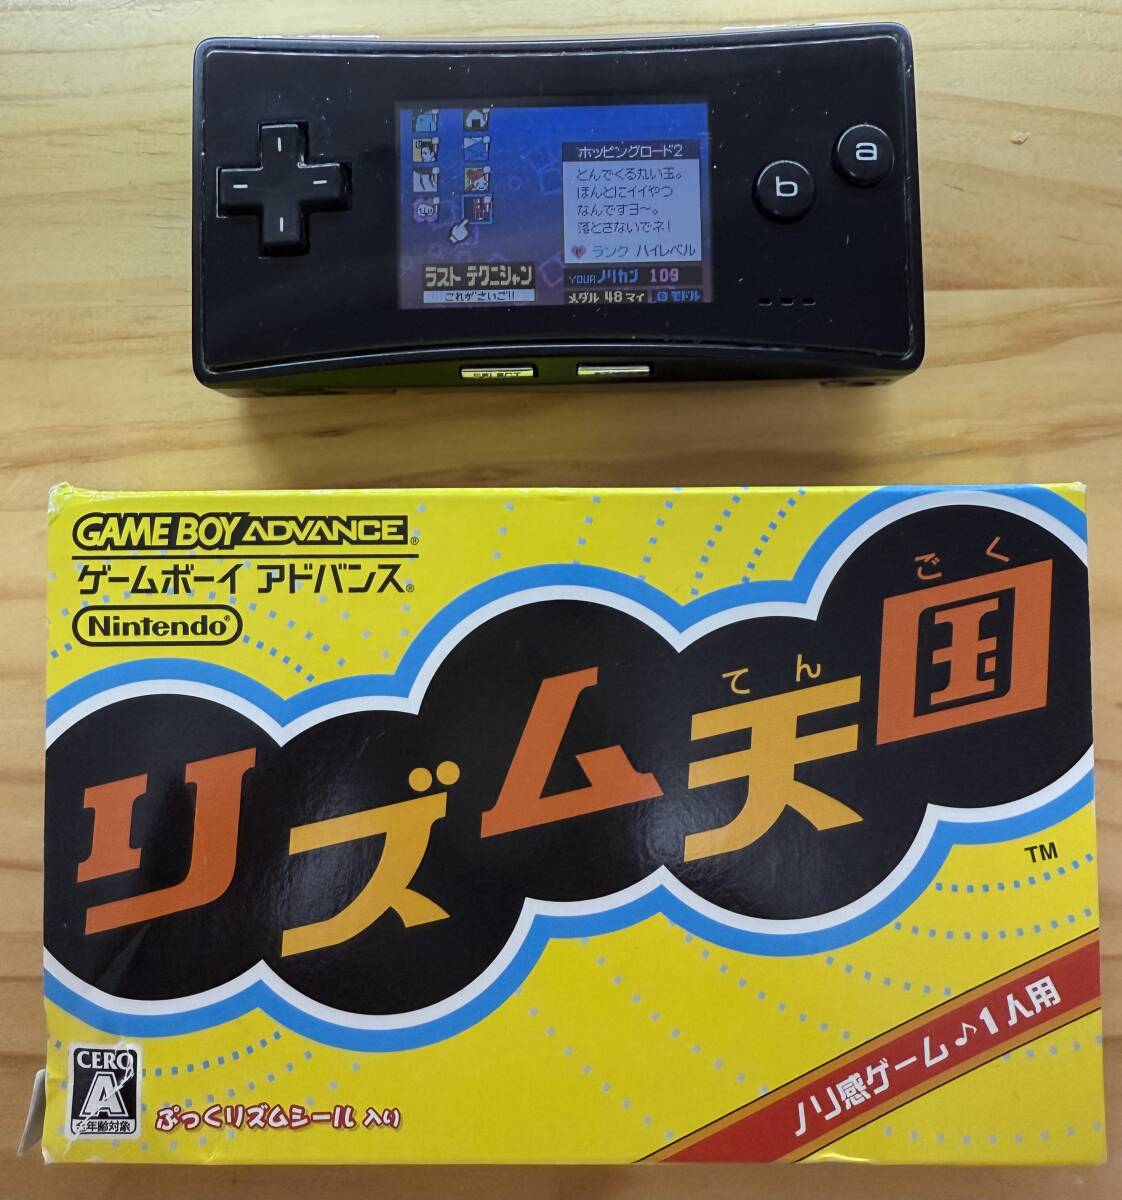 ホッピングロード2
とんでくる丸い玉。
ほんとにイイやつ
なんですヨ〜。
落とさないでネ!
ランク ハイレベル
ラスト テクニシャン
これがさいご!!
YOUR ノリカン 109
メダル 48マイ B モドル
a
b
SELECT
GAME BOY ADVANCE®
ゲームボーイ アドバンス®
Nintendo®
ごく
てん
リズム天国
TM
ノリ感ゲーム♪1人用
CERO
A
全年齢対象
ぷっくリズムシール 入り